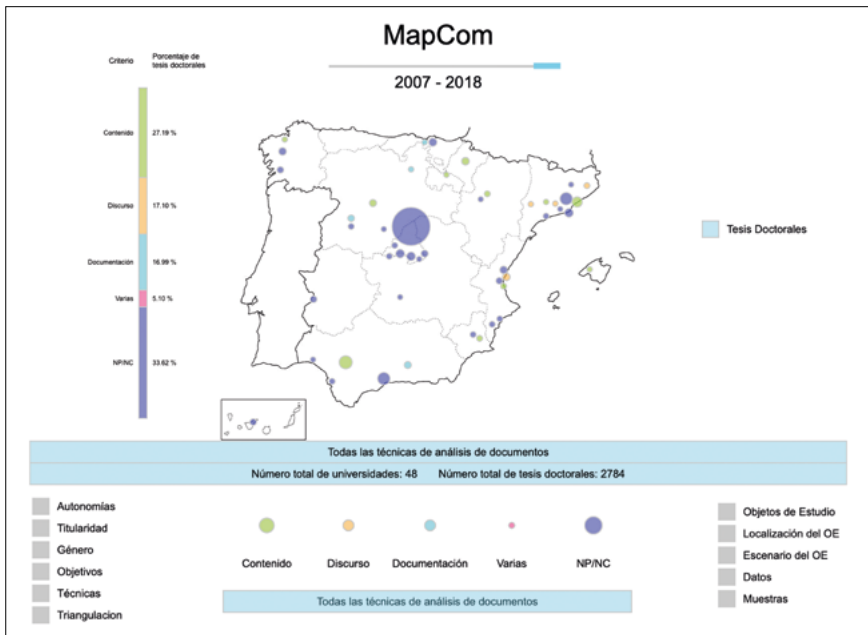 MapCom
2007 - 2018
Criterio
Porcentaje de
tesis doctorales
Contenido
27.19 %
Discurso
17.10 %
Documentación
16.99 %
Varias
5.10 %
NP/NC
33.62 %
Tesis Doctorales
Todas las técnicas de análisis de documentos
Número total de universidades: 48 Número total de tesis doctorales: 2784
Autonomías
Titularidad
Género
Objetivos
Técnicas
Triangulacion
Contenido
Discurso
Documentación
Varias
NP/NC
Todas las técnicas de análisis de documentos
Objetos de Estudio
Localización del OE
Escenario del OE
Datos
Muestras